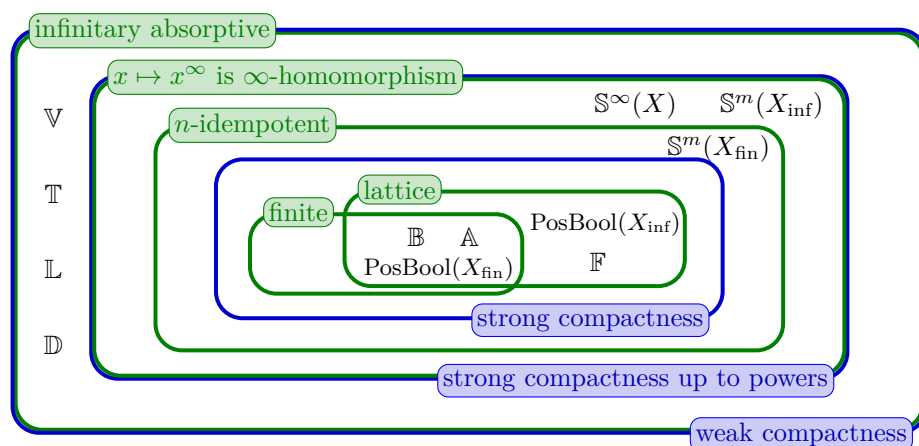 infinitary absorptive
x ↦ x^∞ is ∞-homomorphism
𝕊^∞(X) 𝕊^m(X_inf)
𝕍
n-idempotent
𝕊^m(X_fin)
𝕋
lattice
finite
PosBool(X_inf)
𝔹 𝔸
𝔽
PosBool(X_fin)
𝕃
strong compactness
𝔻
strong compactness up to powers
weak compactness